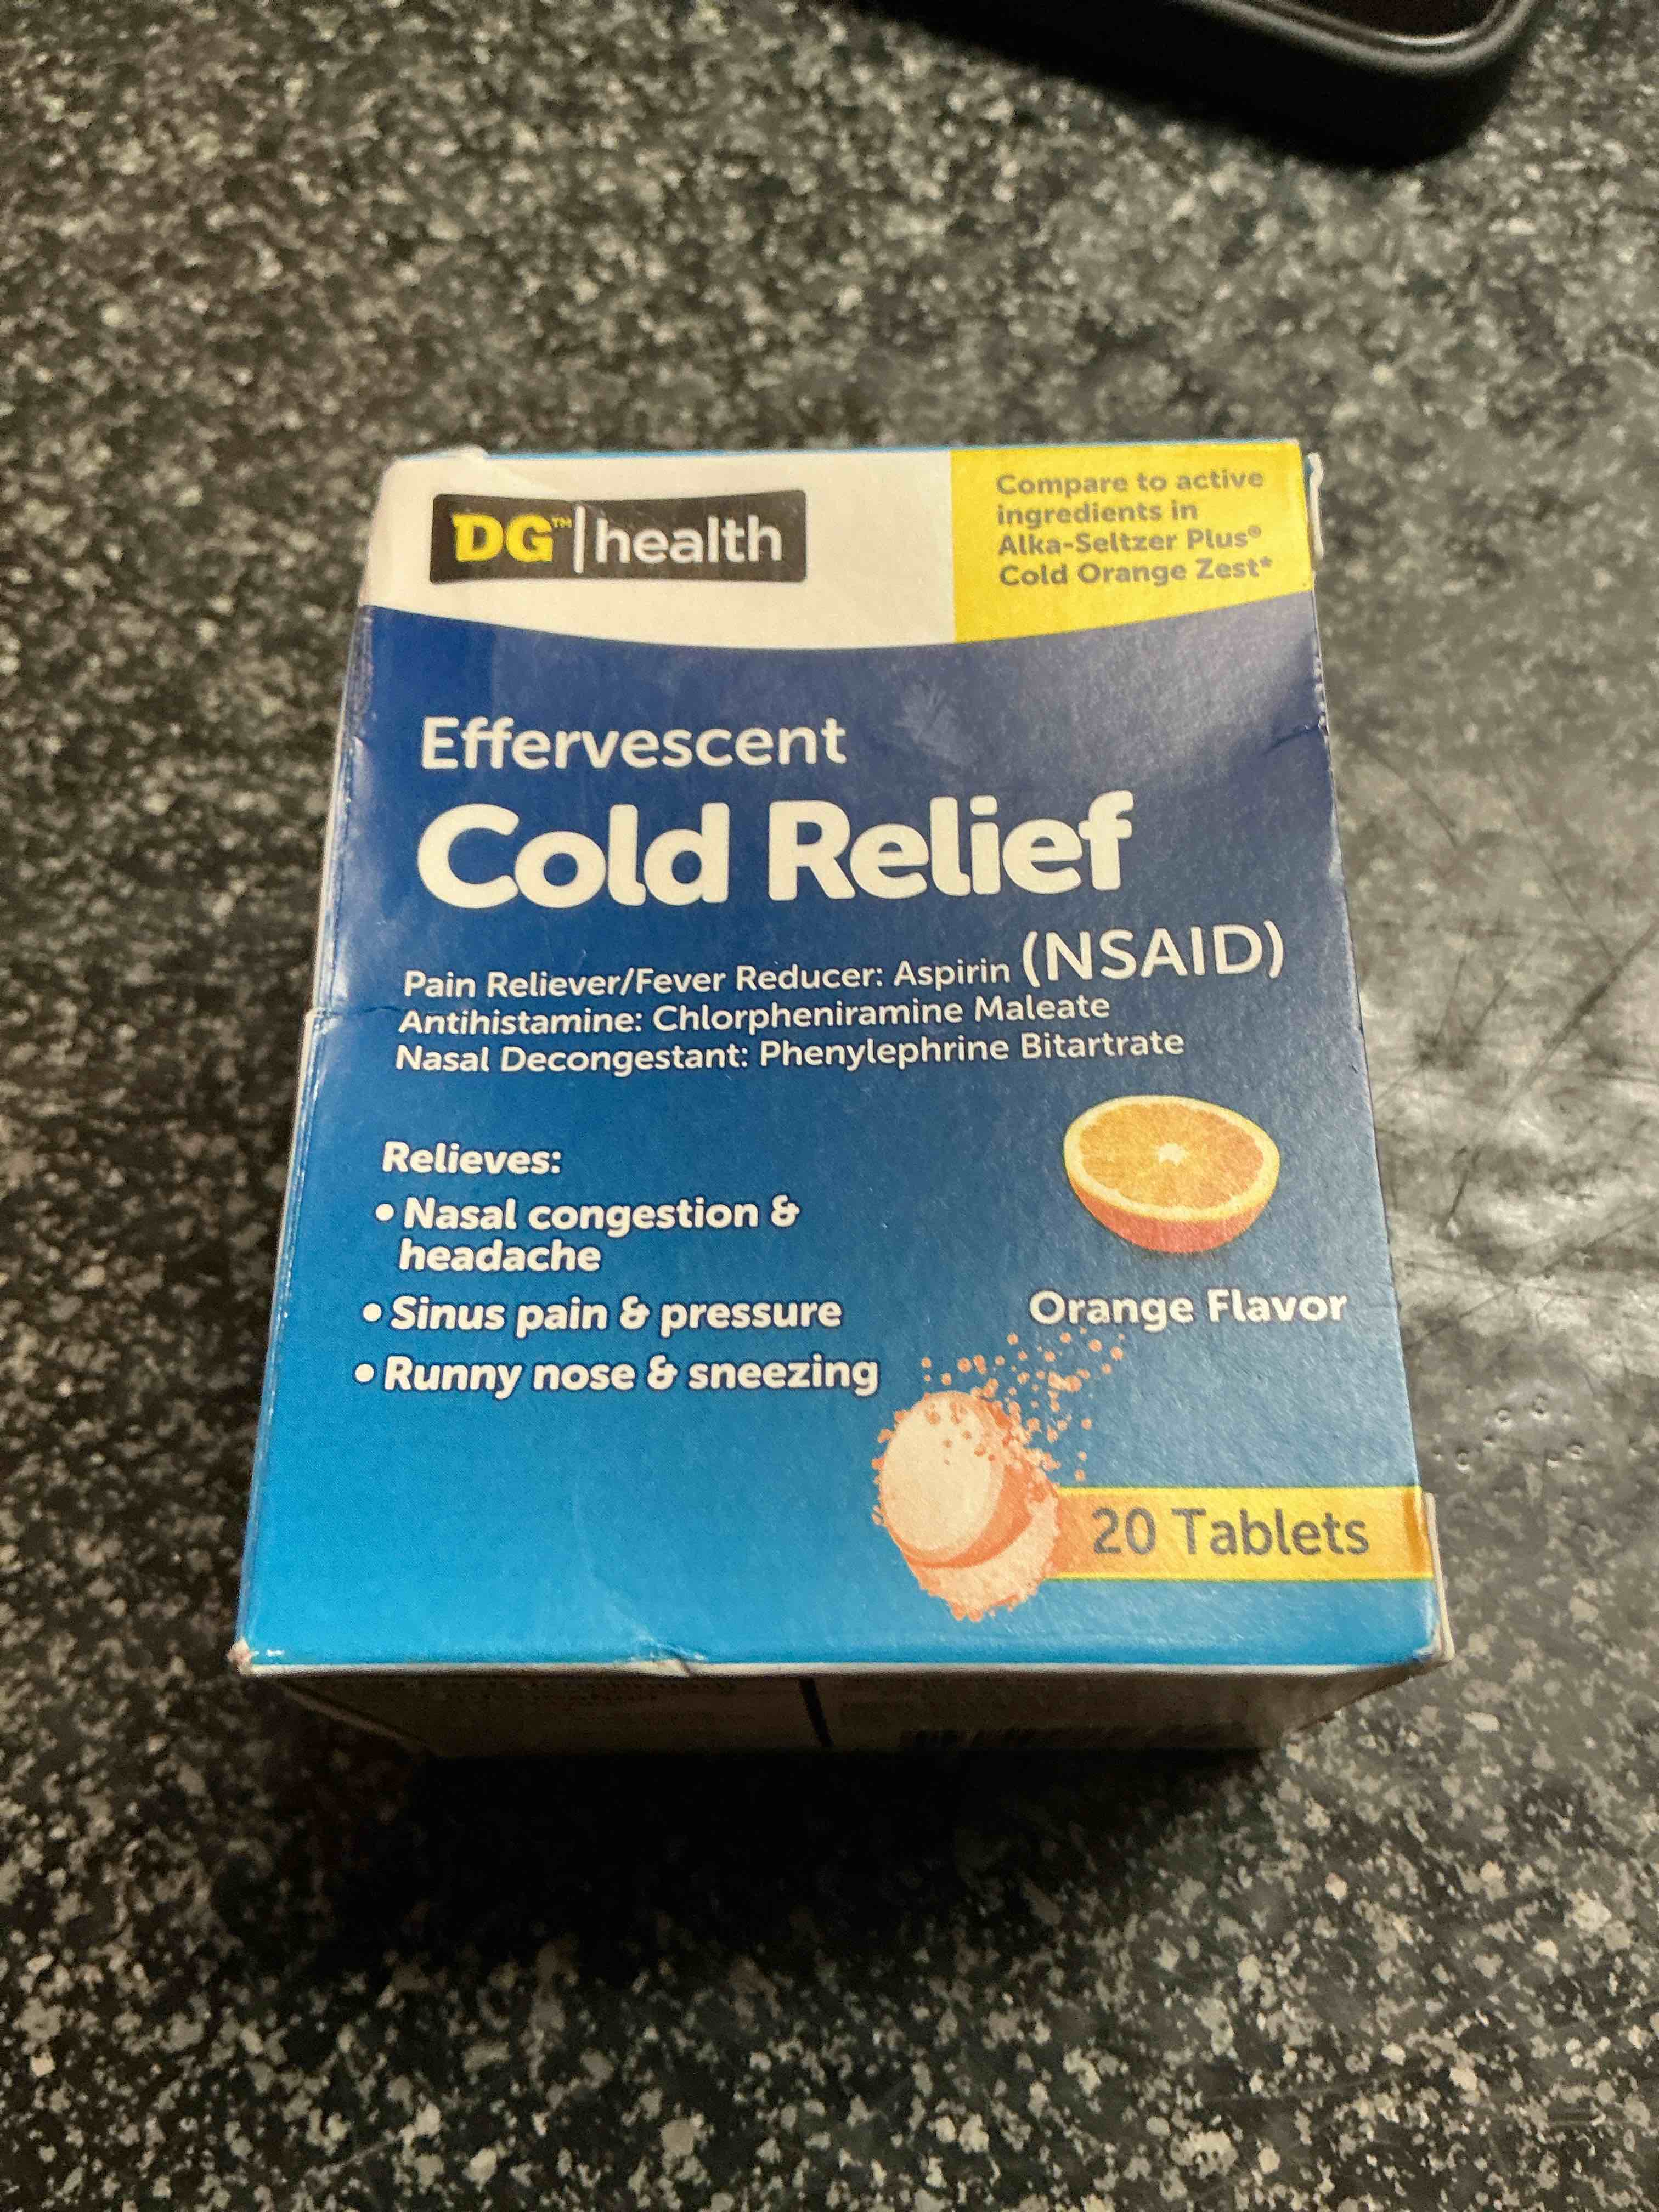 DG™|health
Compare to active
ingredients in
Alka-Seltzer Plus®
Cold Orange Zest*
Effervescent
Cold Relief
Pain Reliever/Fever Reducer: Aspirin (NSAID)
Antihistamine: Chlorpheniramine Maleate
Nasal Decongestant: Phenylephrine Bitartrate
Relieves:
• Nasal congestion &
headache
• Sinus pain & pressure
• Runny nose & sneezing
Orange Flavor
20 Tablets